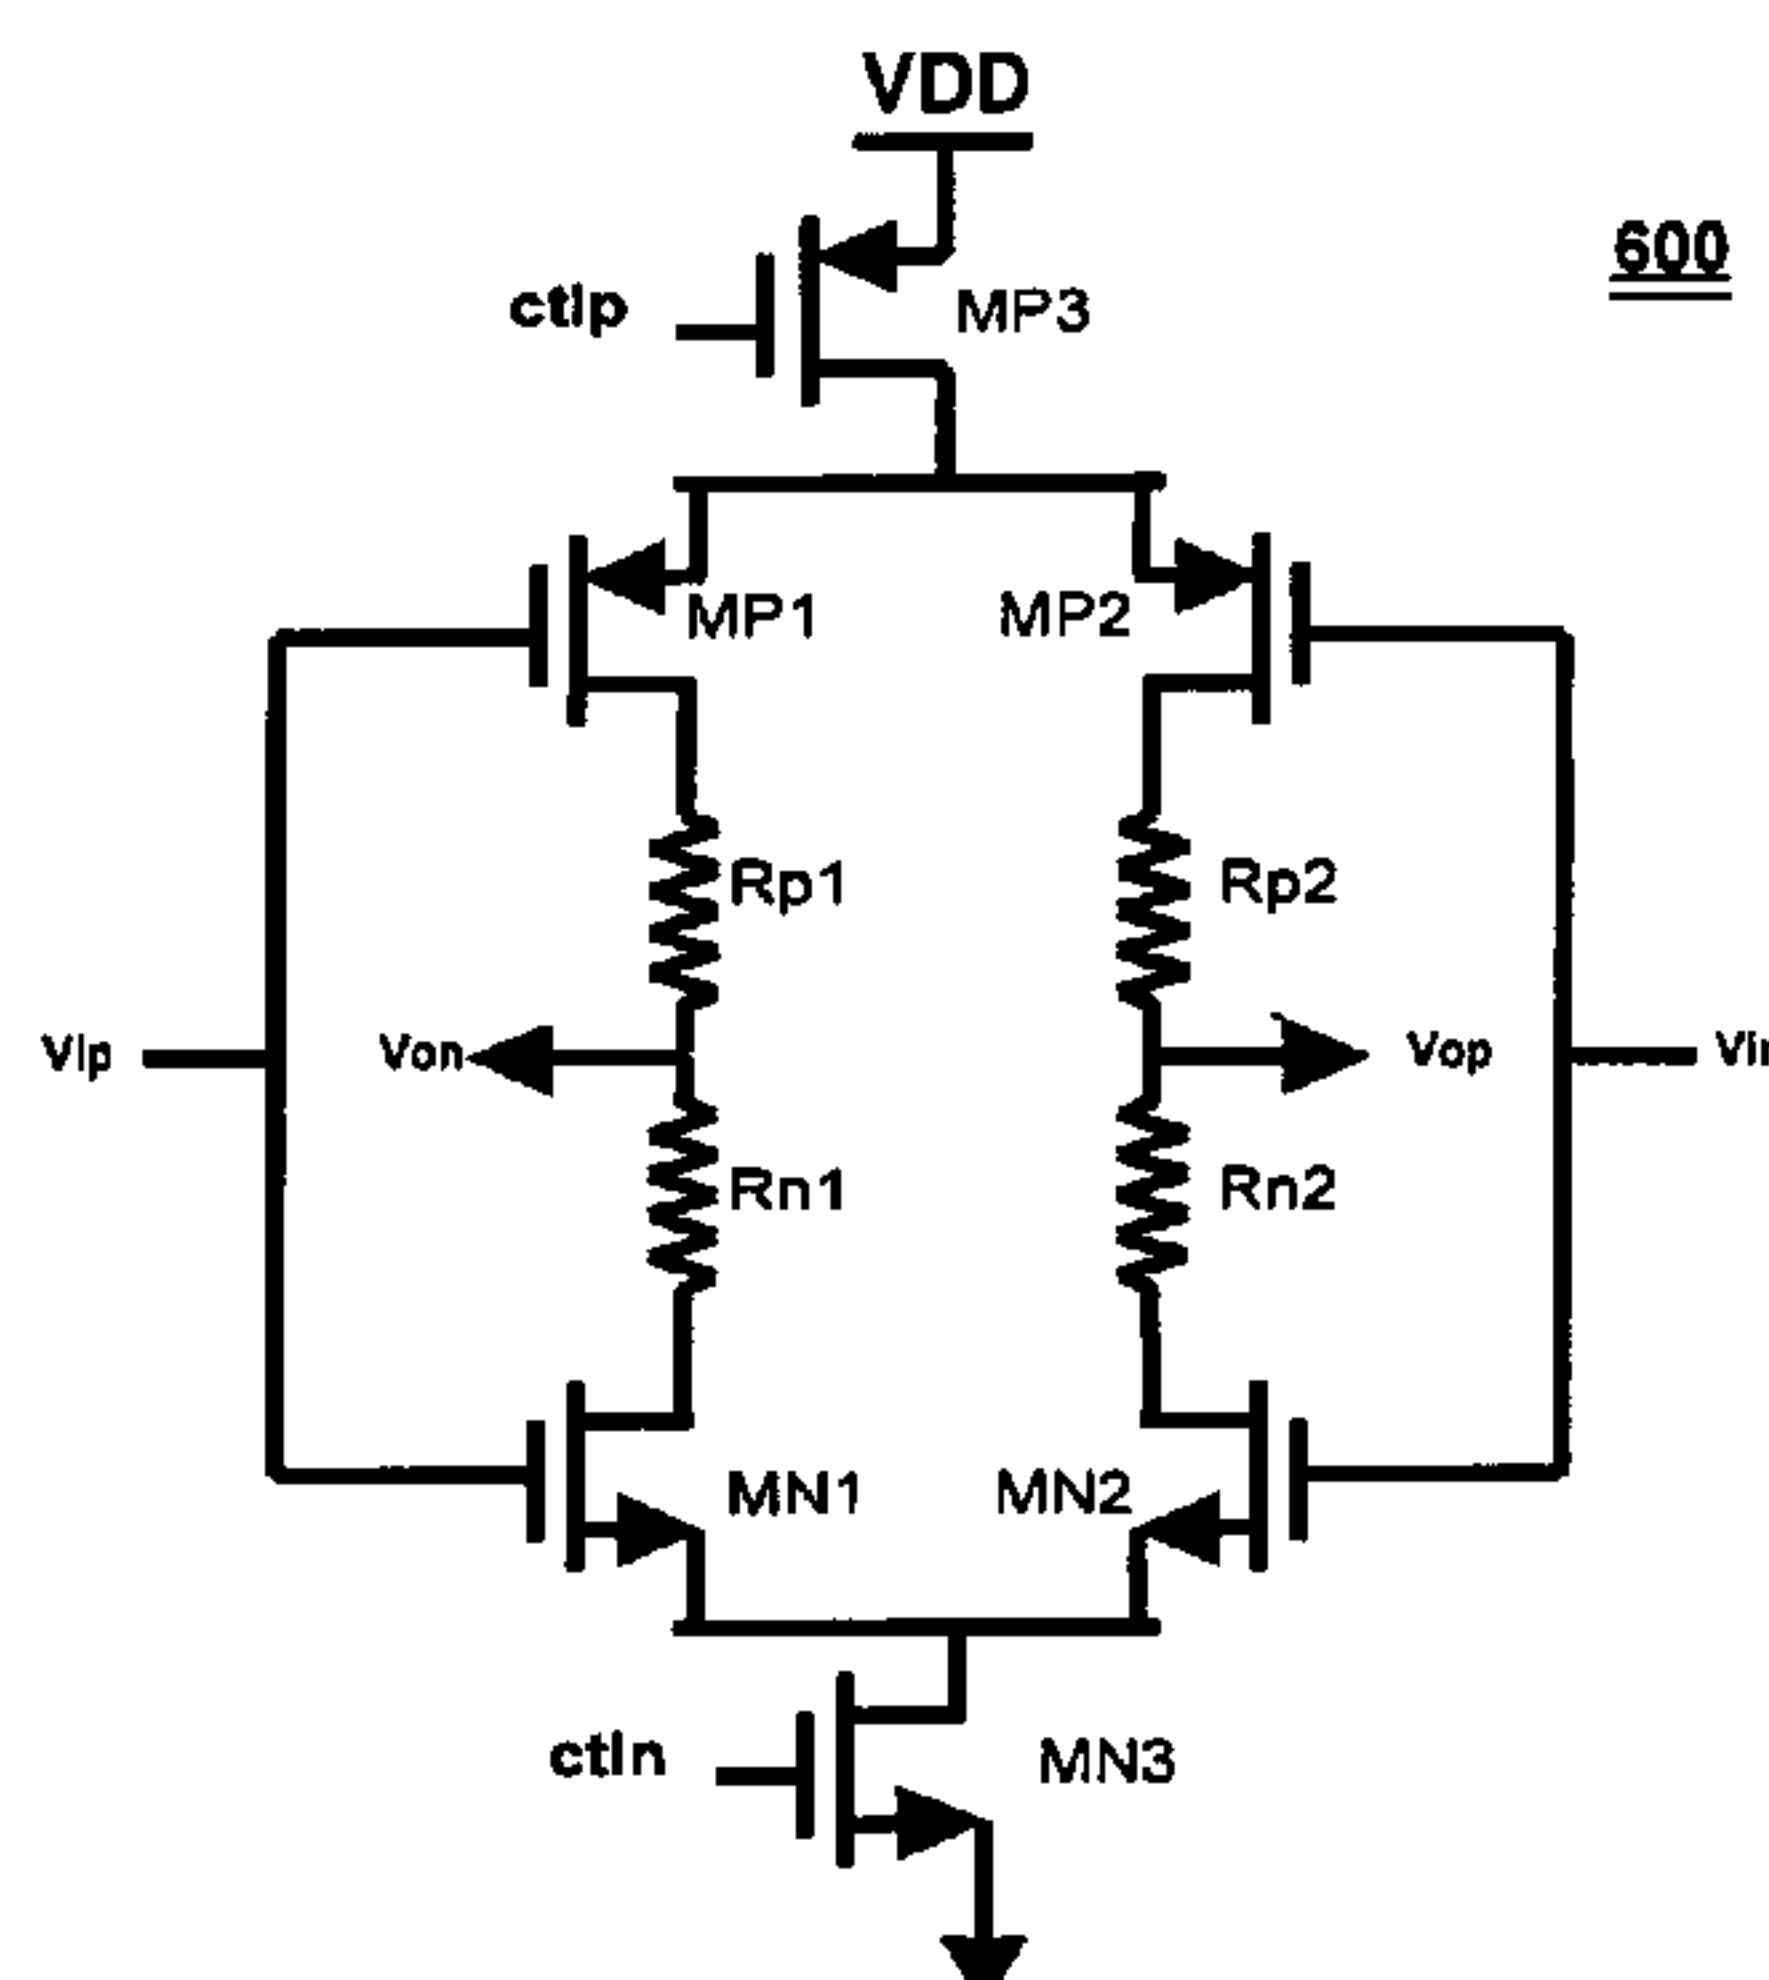 VDD
600
ctlp
MP3
MP1
MP2
Rp1
Rp2
Vip
Von
Vop
Rn1
Rn2
MN1
MN2
ctln
MN3